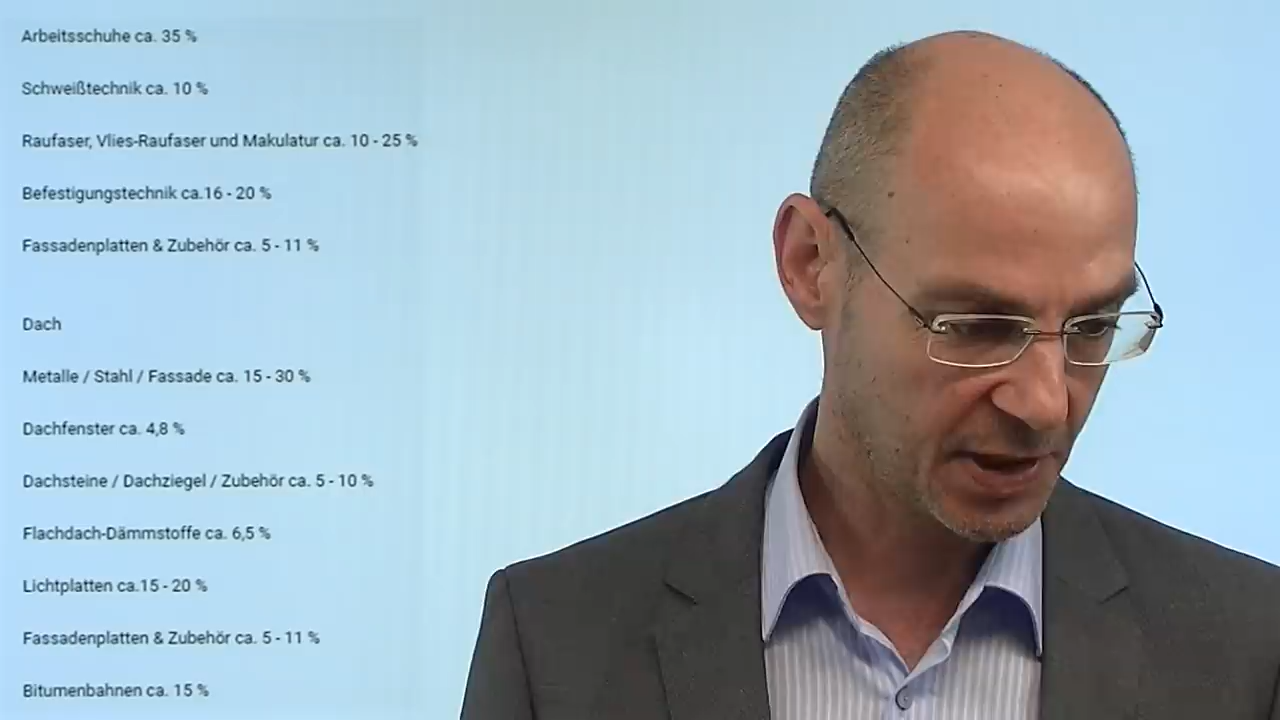 Arbeitsschuhe ca. 35 %
Schweißtechnik ca. 10 %
Raufaser, Vlies-Raufaser und Makulatur ca. 10 - 25 %
Befestigungstechnik ca.16 - 20 %
Fassadenplatten & Zubehör ca. 5 - 11 %
Dach
Metalle / Stahl / Fassade ca. 15 - 30 %
Dachfenster ca. 4,8 %
Dachsteine / Dachziegel / Zubehör ca. 5 - 10 %
Flachdach-Dämmstoffe ca. 6,5 %
Lichtplatten ca.15 - 20 %
Fassadenplatten & Zubehör ca. 5 - 11 %
Bitumenbahnen ca. 15 %